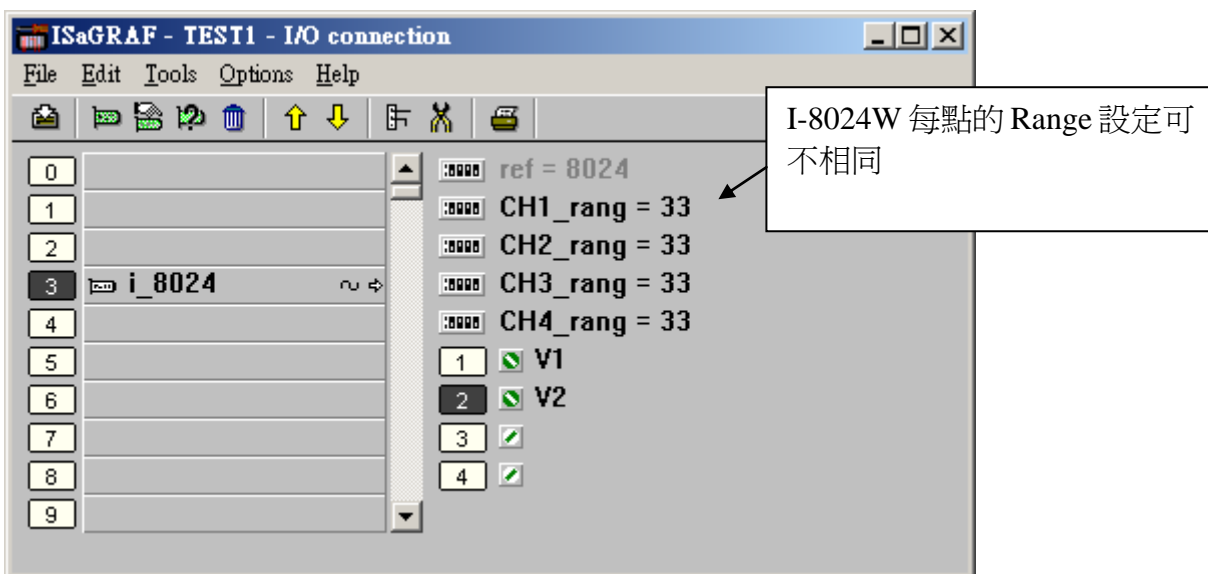 ISaGRAF - TEST1 - I/O connection
File Edit Tools Options Help
I-8024W 每點的 Range 設定可
不相同
0
1
2
3 i_8024
4
5
6
7
8
9
ref = 8024
CH1_rang = 33
CH2_rang = 33
CH3_rang = 33
CH4_rang = 33
1 V1
2 V2
3
4